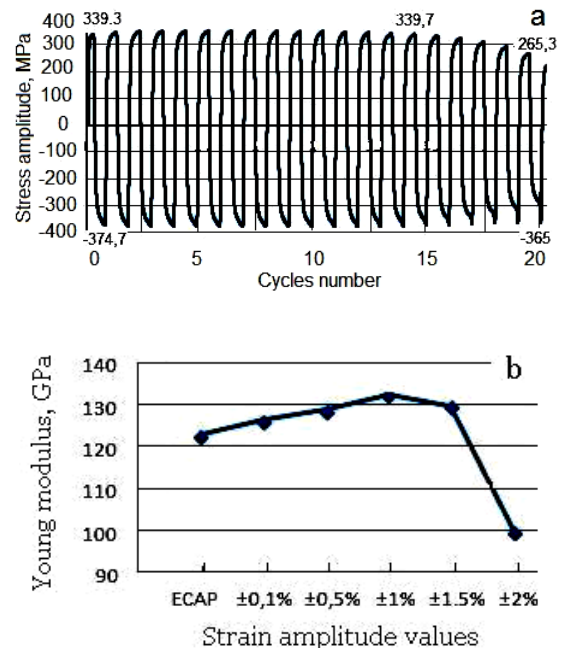 a
Stress amplitude, MPa
400
300
200
100
0
-100
-200
-300
-400
339.3
339,7
265,3
-374,7
-365
0 5 10 15 20
Cycles number
b
Young modulus, GPa
140
130
120
110
100
90
ECAP ±0,1% ±0,5% ±1% ±1.5% ±2%
Strain amplitude values